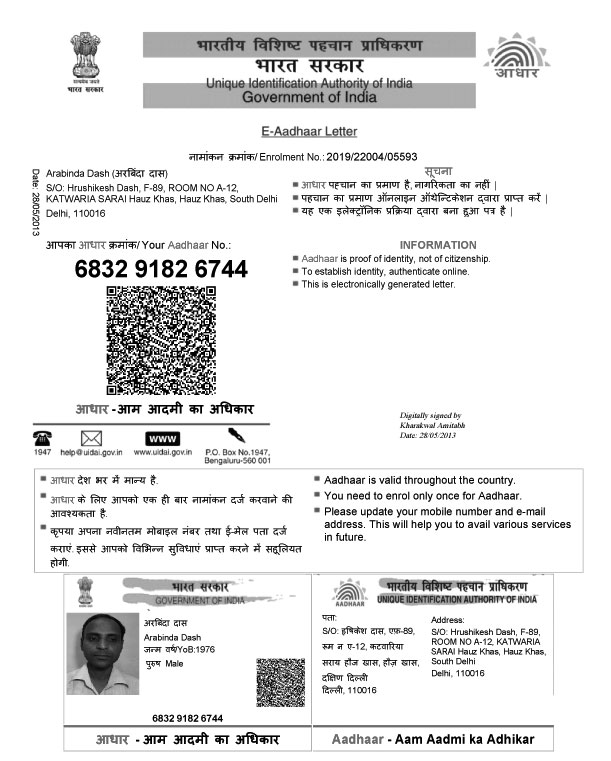 भारतीय विशिष्ट पहचान प्राधिकरण
भारत सरकार
Unique Identification Authority of India
Government of India
सत्यमेव जयते
भारत सरकार
आधार
E-Aadhaar Letter
नामांकन क्रमांक/ Enrolment No.: 2019/22004/05593
Date: 28/05/2013
Arabinda Dash (अरबिंदा दास)
S/O: Hrushikesh Dash, F-89, ROOM NO A-12,
KATWARIA SARAI Hauz Khas, Hauz Khas, South Delhi
Delhi, 110016
सूचना
आधार पहचान का प्रमाण है, नागरिकता का नहीं |
पहचान का प्रमाण ऑनलाइन ऑथेन्टिकेशन द्वारा प्राप्त करें |
यह एक इलेक्ट्रॉनिक प्रक्रिया द्वारा बना हुआ पत्र है |
आपका आधार क्रमांक/ Your Aadhaar No.:
6832 9182 6744
INFORMATION
Aadhaar is proof of identity, not of citizenship.
To establish identity, authenticate online.
This is electronically generated letter.
आधार -आम आदमी का अधिकार
Digitally signed by
Kharakwal Amitabh
Date: 28/05/2013
1947
help@uidai.gov.in
www
www.uidai.gov.in
P.O. Box No.1947,
Bengaluru-560 001
आधार देश भर में मान्य है.
आधार के लिए आपको एक ही बार नामांकन दर्ज करवाने की
आवश्यकता है.
कृपया अपना नवीनतम मोबाइल नंबर तथा ई-मेल पता दर्ज
कराएं. इससे आपको विभिन्न सुविधाएं प्राप्त करने में सहूलियत
होगी.
Aadhaar is valid throughout the country.
You need to enrol only once for Aadhaar.
Please update your mobile number and e-mail
address. This will help you to avail various services
in future.
भारत सरकार
GOVERNMENT OF INDIA
अरबिंदा दास
Arabinda Dash
जन्म वर्ष/YoB:1976
पुरुष Male
6832 9182 6744
आधार - आम आदमी का अधिकार
AADHAAR
भारतीय विशिष्ट पहचान प्राधिकरण
UNIQUE IDENTIFICATION AUTHORITY OF INDIA
पता:
S/O: ह्रषिकेश दास, एफ़-89,
रूम न ए-12, कटवारिया
सराय हौज खास, हौज़ खास,
दक्षिण दिल्ली
दिल्ली, 110016
Address:
S/O: Hrushikesh Dash, F-89,
ROOM NO A-12, KATWARIA
SARAI Hauz Khas, Hauz Khas,
South Delhi
Delhi, 110016
Aadhaar - Aam Aadmi ka Adhikar